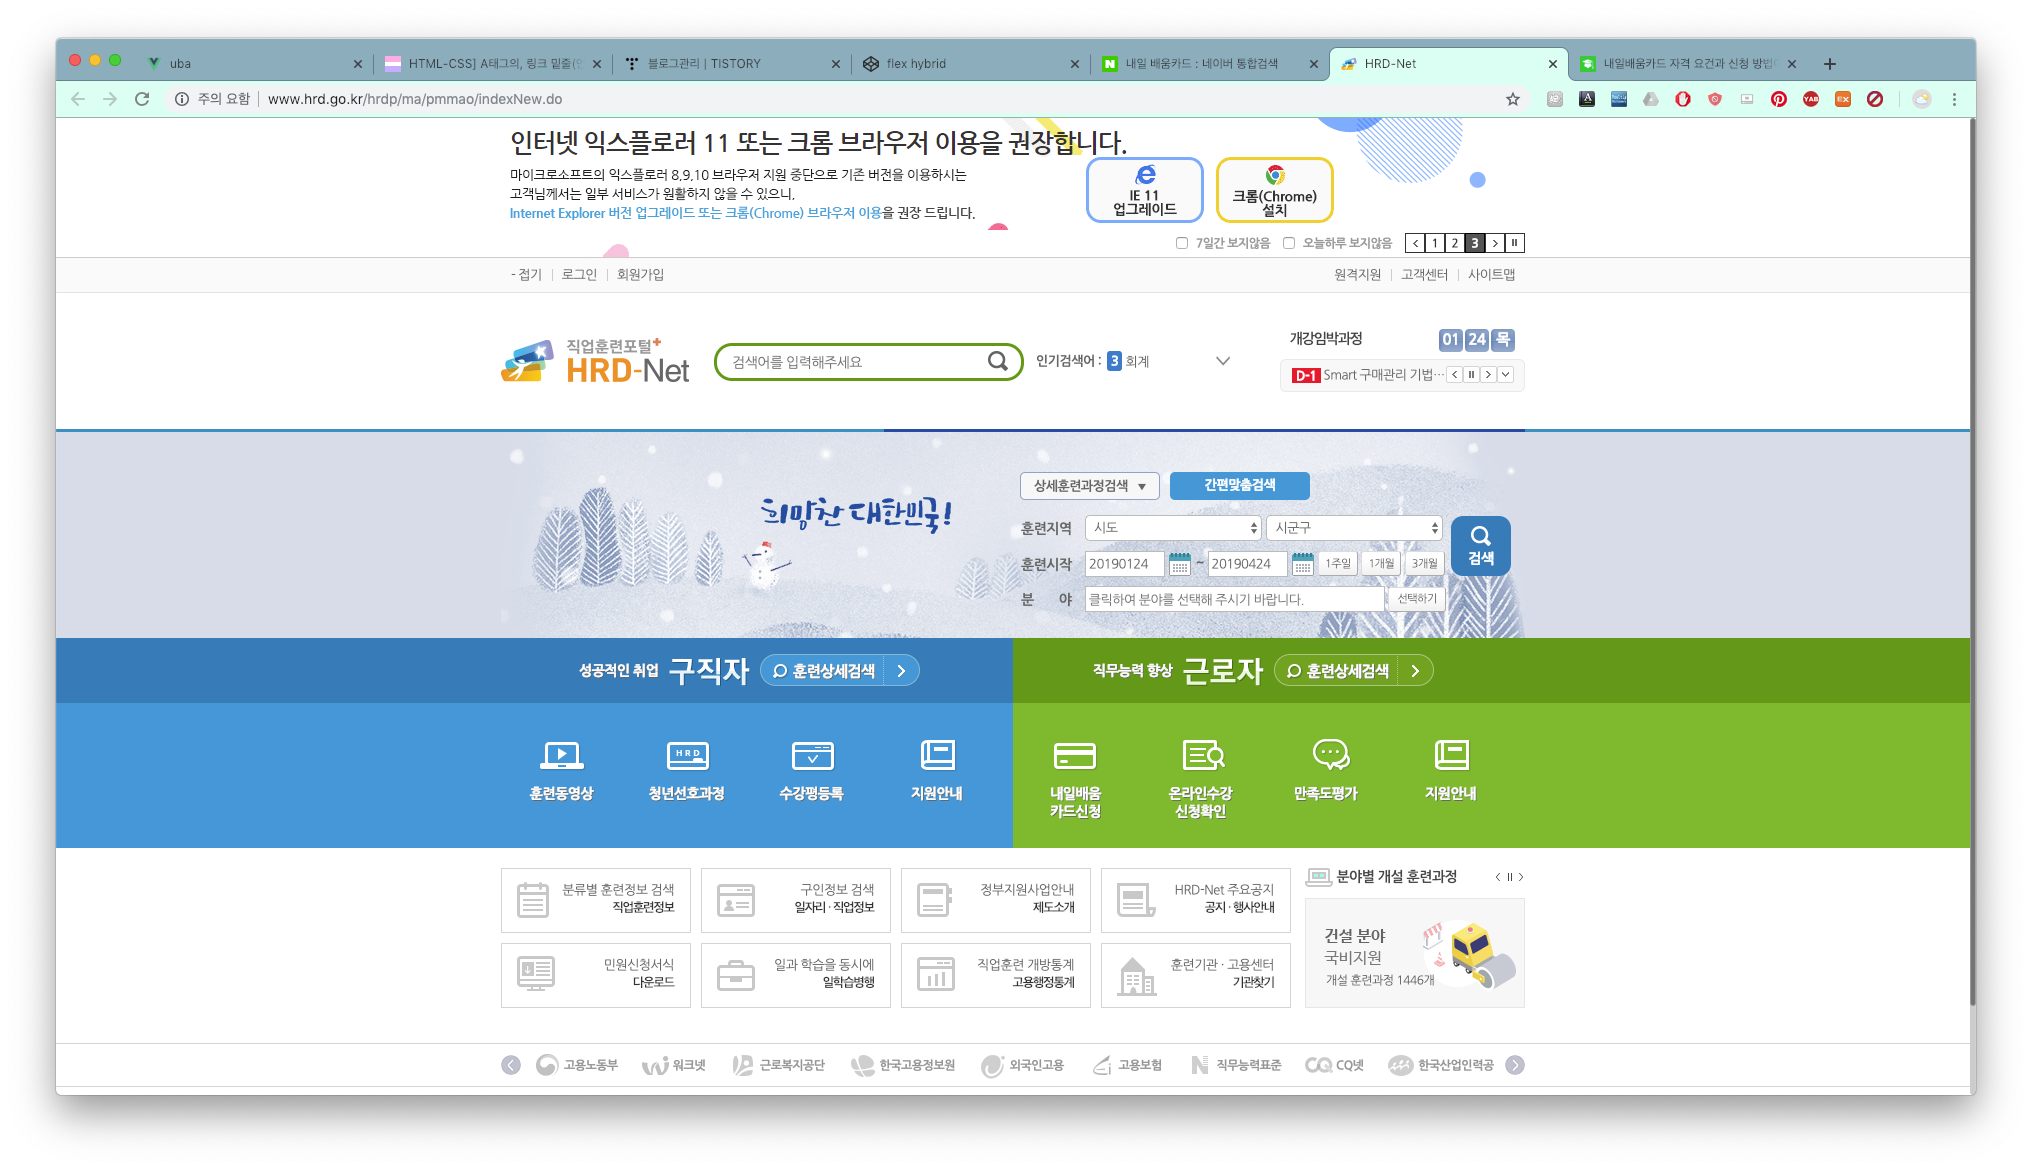 uba
HTML-CSS] A태그의, 링크 밑줄(언
블로그관리 | TISTORY
flex hybrid
내일 배움카드 : 네이버 통합검색
HRD-Net
내일배움카드 자격 요건과 신청 방법
주의 요함 www.hrd.go.kr/hrdp/ma/pmmao/indexNew.do
인터넷 익스플로러 11 또는 크롬 브라우저 이용을 권장합니다.
마이크로소프트의 익스플로러 8,9,10 브라우저 지원 중단으로 기존 버전을 이용하시는
고객님께서는 일부 서비스가 원활하지 않을 수 있으니,
Internet Explorer 버전 업그레이드 또는 크롬(Chrome) 브라우저 이용을 권장 드립니다.
IE 11
업그레이드
크롬(Chrome)
설치
7일간 보지않음 오늘하루 보지않음 < 1 2 3 >
- 접기 로그인 회원가입
원격지원 고객센터 사이트맵
직업훈련포털+
HRD-Net
검색어를 입력해주세요
인기검색어 : 3 회계
개강임박과정 01 24 목
D-1 Smart 구매관리 기법…
희망찬 대한민국!
상세훈련과정검색 ▼ 간편맞춤검색
훈련지역 시도 시군구
훈련시작 20190124 ~ 20190424 1주일 1개월 3개월
분 야 클릭하여 분야를 선택해 주시기 바랍니다. 선택하기
검색
성공적인 취업 구직자 훈련상세검색 >
직무능력 향상 근로자 훈련상세검색 >
HRD
훈련동영상
청년선호과정
수강평등록
지원안내
내일배움
카드신청
온라인수강
신청확인
만족도평가
지원안내
분류별 훈련정보 검색
직업훈련정보
구인정보 검색
일자리 · 직업정보
정부지원사업안내
제도소개
HRD-Net 주요공지
공지 · 행사안내
민원신청서식
다운로드
일과 학습을 동시에
일학습병행
직업훈련 개방통계
고용행정통계
훈련기관 · 고용센터
기관찾기
분야별 개설 훈련과정
건설 분야
국비지원
개설 훈련과정 1446개
고용노동부 워크넷 근로복지공단 한국고용정보원 외국인고용 고용보험 직무능력표준 CQ넷 한국산업인력공